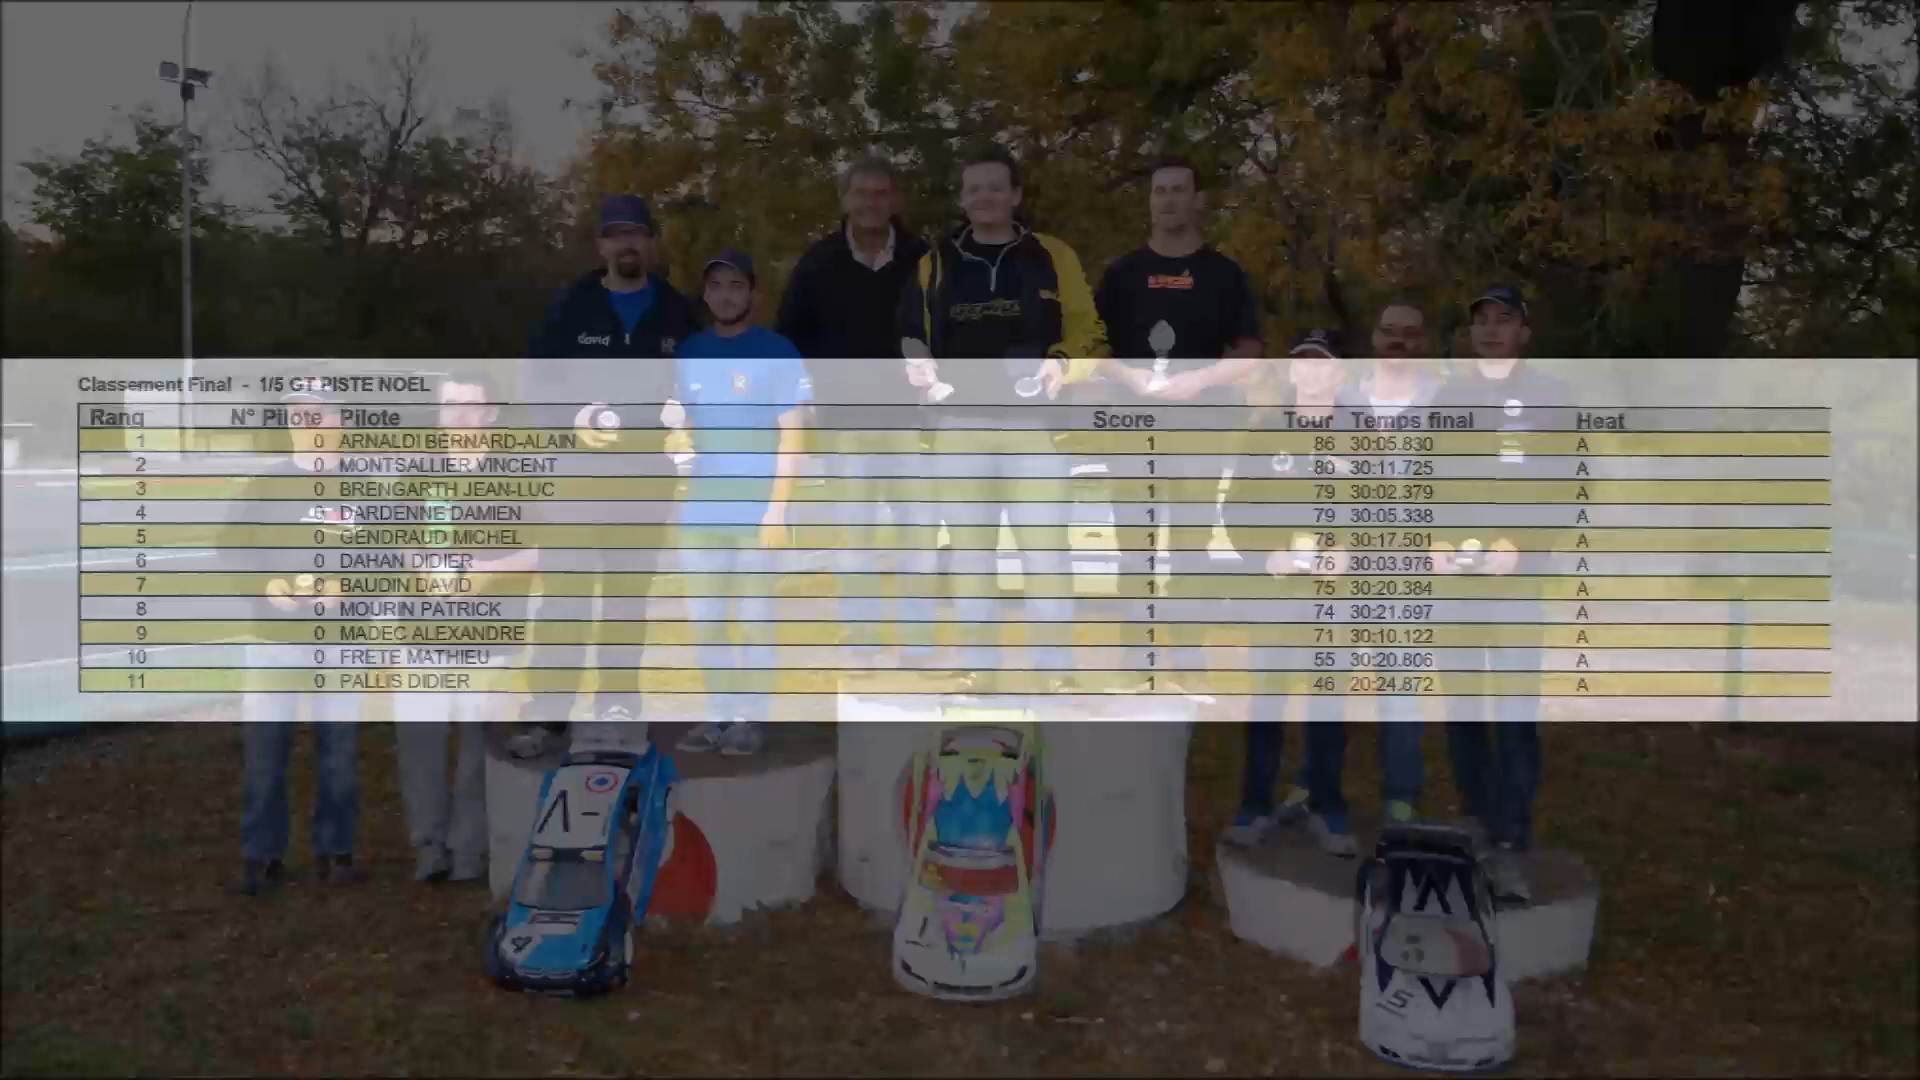 david
Classement Final - 1/5 GT PISTE NOEL
Rang N° Pilote Pilote Score Tour Temps final Heat
1 0 ARNALDI BERNARD-ALAIN 1 86 30:05.830 A
2 0 MONTSALLIER VINCENT 1 80 30:11.725 A
3 0 BRENGARTH JEAN-LUC 1 79 30:02.379 A
4 0 DARDENNE DAMIEN 1 79 30:05.338 A
5 0 GENDRAUD MICHEL 1 78 30:17.501 A
6 0 DAHAN DIDIER 1 76 30:03.976 A
7 0 BAUDIN DAVID 1 75 30:20.384 A
8 0 MOURIN PATRICK 1 74 30:21.697 A
9 0 MADEC ALEXANDRE 1 71 30:10.122 A
10 0 FRETE MATHIEU 1 55 30:20.806 A
11 0 PALLIS DIDIER 1 46 20:24.872 A
4
1
5